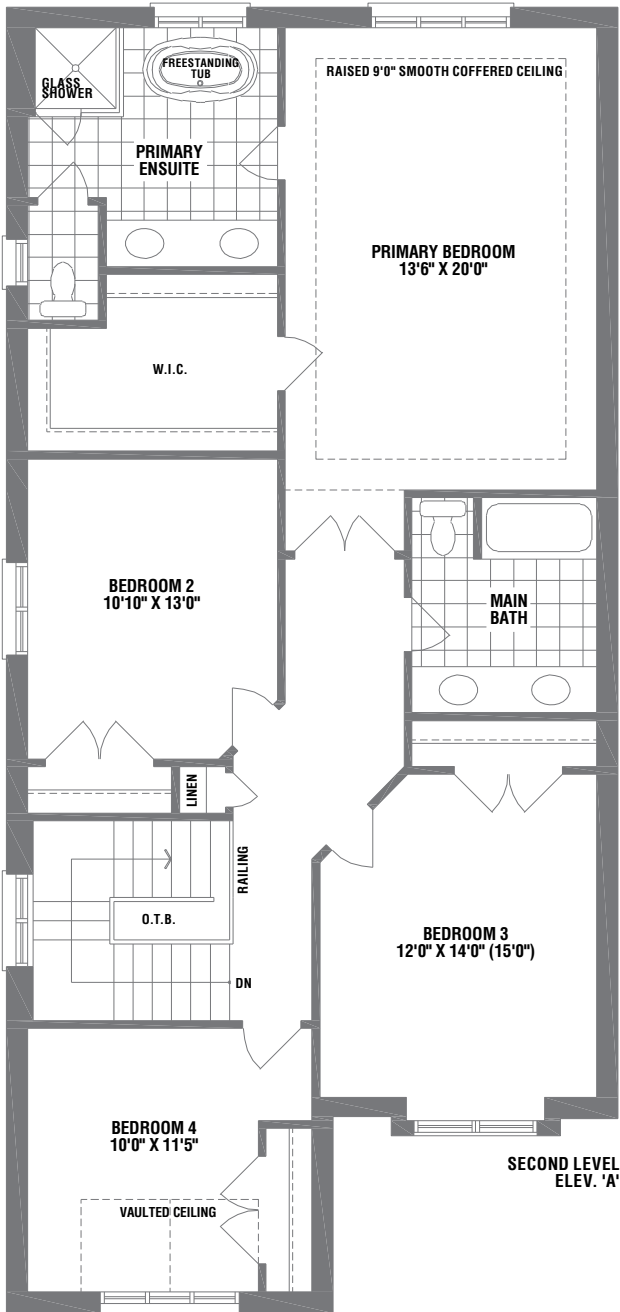 FREESTANDING
TUB
RAISED 9'0" SMOOTH COFFERED CEILING
GLASS
SHOWER
PRIMARY
ENSUITE
PRIMARY BEDROOM
13'6" X 20'0"
W.I.C.
BEDROOM 2
10'10" X 13'0"
MAIN
BATH
LINEN
RAILING
O.T.B.
DN
BEDROOM 3
12'0" X 14'0" (15'0")
BEDROOM 4
10'0" X 11'5"
VAULTED CEILING
SECOND LEVEL
ELEV. 'A'